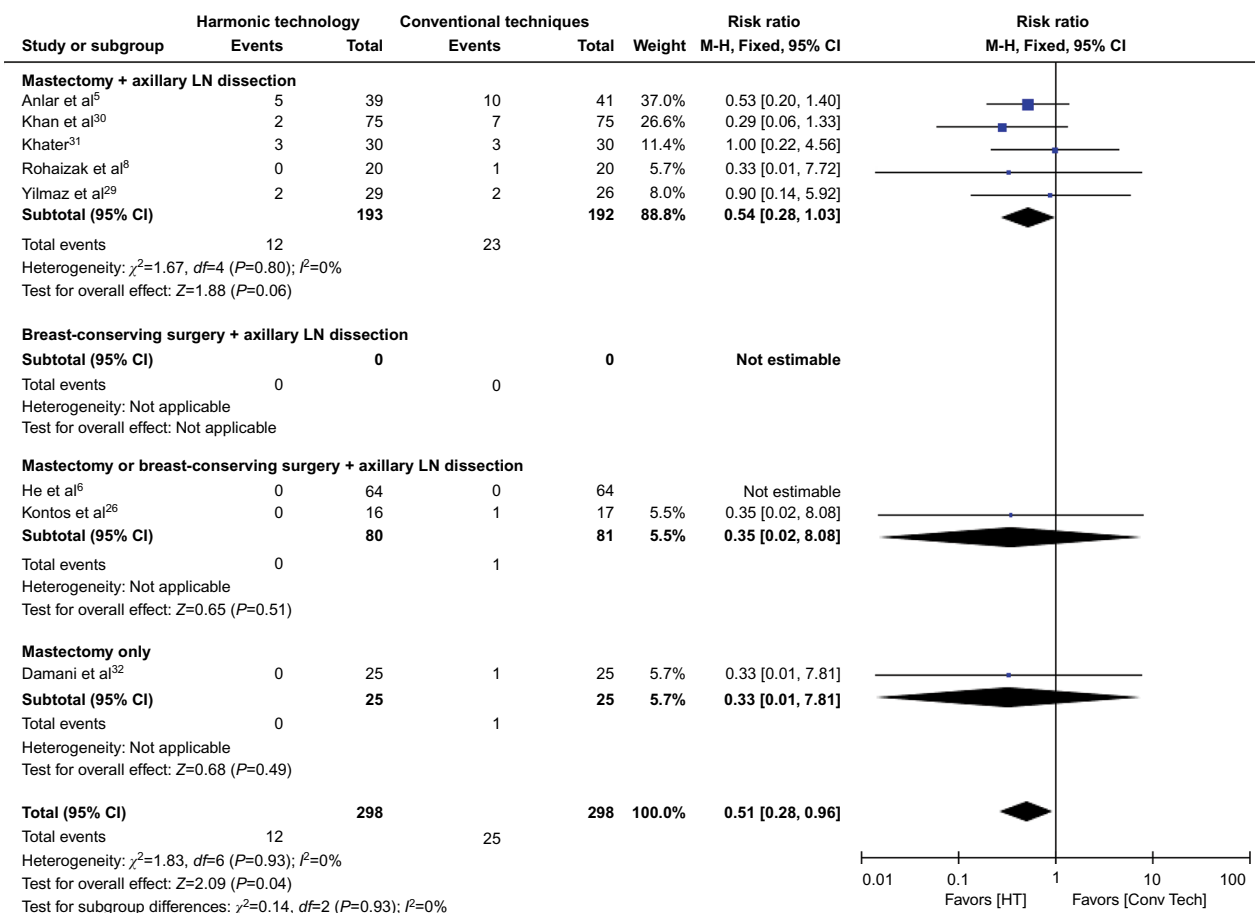 Harmonic technology Conventional techniques Risk ratio Risk ratio
Study or subgroup Events Total Events Total Weight M-H, Fixed, 95% CI M-H, Fixed, 95% CI
Mastectomy + axillary LN dissection
Anlar et al⁵ 5 39 10 41 37.0% 0.53 [0.20, 1.40]
Khan et al³⁰ 2 75 7 75 26.6% 0.29 [0.06, 1.33]
Khater³¹ 3 30 3 30 11.4% 1.00 [0.22, 4.56]
Rohaizak et al⁸ 0 20 1 20 5.7% 0.33 [0.01, 7.72]
Yilmaz et al²⁹ 2 29 2 26 8.0% 0.90 [0.14, 5.92]
Subtotal (95% CI) 193 192 88.8% 0.54 [0.28, 1.03]
Total events 12 23
Heterogeneity: χ²=1.67, df=4 (P=0.80); I²=0%
Test for overall effect: Z=1.88 (P=0.06)
Breast-conserving surgery + axillary LN dissection
Subtotal (95% CI) 0 0 Not estimable
Total events 0 0
Heterogeneity: Not applicable
Test for overall effect: Not applicable
Mastectomy or breast-conserving surgery + axillary LN dissection
He et al⁶ 0 64 0 64 Not estimable
Kontos et al²⁶ 0 16 1 17 5.5% 0.35 [0.02, 8.08]
Subtotal (95% CI) 80 81 5.5% 0.35 [0.02, 8.08]
Total events 0 1
Heterogeneity: Not applicable
Test for overall effect: Z=0.65 (P=0.51)
Mastectomy only
Damani et al³² 0 25 1 25 5.7% 0.33 [0.01, 7.81]
Subtotal (95% CI) 25 25 5.7% 0.33 [0.01, 7.81]
Total events 0 1
Heterogeneity: Not applicable
Test for overall effect: Z=0.68 (P=0.49)
Total (95% CI) 298 298 100.0% 0.51 [0.28, 0.96]
Total events 12 25
Heterogeneity: χ²=1.83, df=6 (P=0.93); I²=0%
Test for overall effect: Z=2.09 (P=0.04)
Test for subgroup differences: χ²=0.14, df=2 (P=0.93); I²=0%
0.01 0.1 1 10 100
Favors [HT] Favors [Conv Tech]